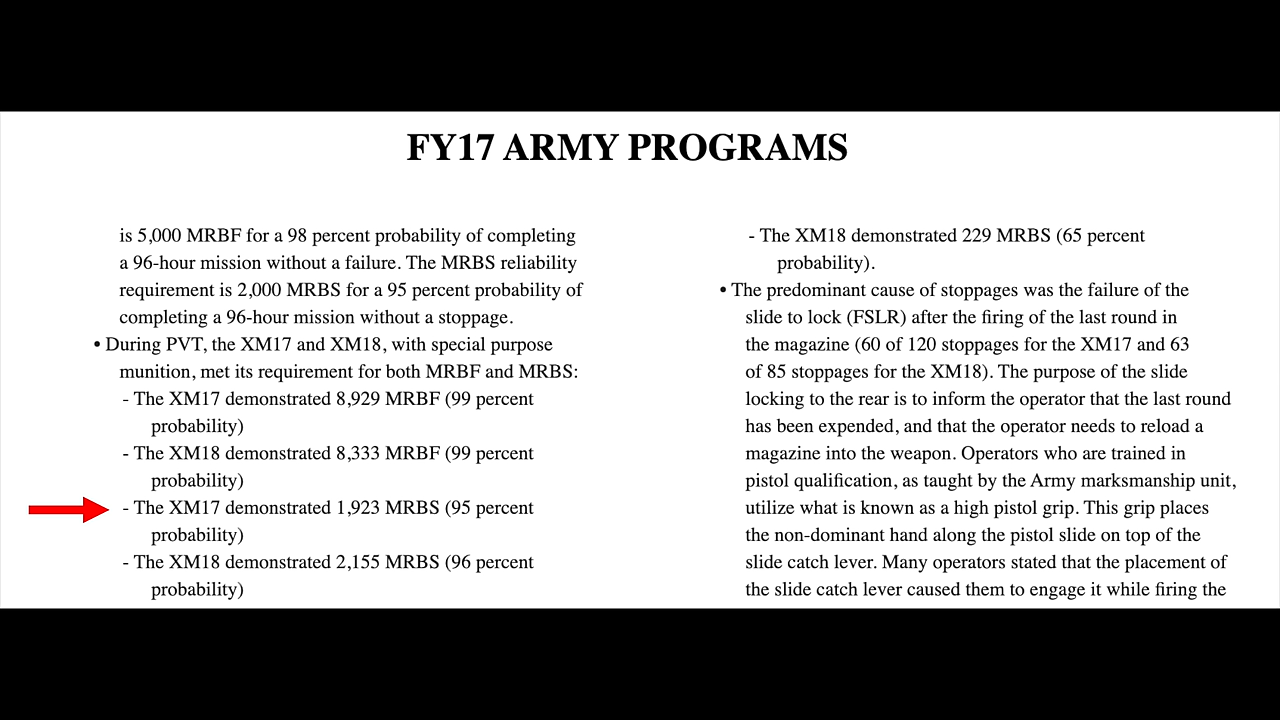 FY17 ARMY PROGRAMS
is 5,000 MRBF for a 98 percent probability of completing
a 96-hour mission without a failure. The MRBS reliability
requirement is 2,000 MRBS for a 95 percent probability of
completing a 96-hour mission without a stoppage.
• During PVT, the XM17 and XM18, with special purpose
munition, met its requirement for both MRBF and MRBS:
- The XM17 demonstrated 8,929 MRBF (99 percent
probability)
- The XM18 demonstrated 8,333 MRBF (99 percent
probability)
- The XM17 demonstrated 1,923 MRBS (95 percent
probability)
- The XM18 demonstrated 2,155 MRBS (96 percent
probability)
- The XM18 demonstrated 229 MRBS (65 percent
probability).
• The predominant cause of stoppages was the failure of the
slide to lock (FSLR) after the firing of the last round in
the magazine (60 of 120 stoppages for the XM17 and 63
of 85 stoppages for the XM18). The purpose of the slide
locking to the rear is to inform the operator that the last round
has been expended, and that the operator needs to reload a
magazine into the weapon. Operators who are trained in
pistol qualification, as taught by the Army marksmanship unit,
utilize what is known as a high pistol grip. This grip places
the non-dominant hand along the pistol slide on top of the
slide catch lever. Many operators stated that the placement of
the slide catch lever caused them to engage it while firing the